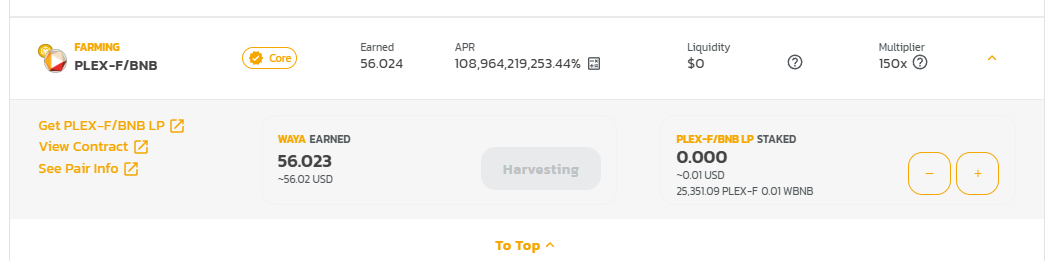 FARMING
PLEX-F/BNB
Core
Earned
56.024
APR
108,964,219,253.44%
Liquidity
$0
Multiplier
150x
Get PLEX-F/BNB LP
View Contract
See Pair Info
WAYA EARNED
56.023
~56.02 USD
Harvesting
PLEX-F/BNB LP STAKED
0.000
~0.01 USD
25,351.09 PLEX-F 0.01 WBNB
− +
To Top